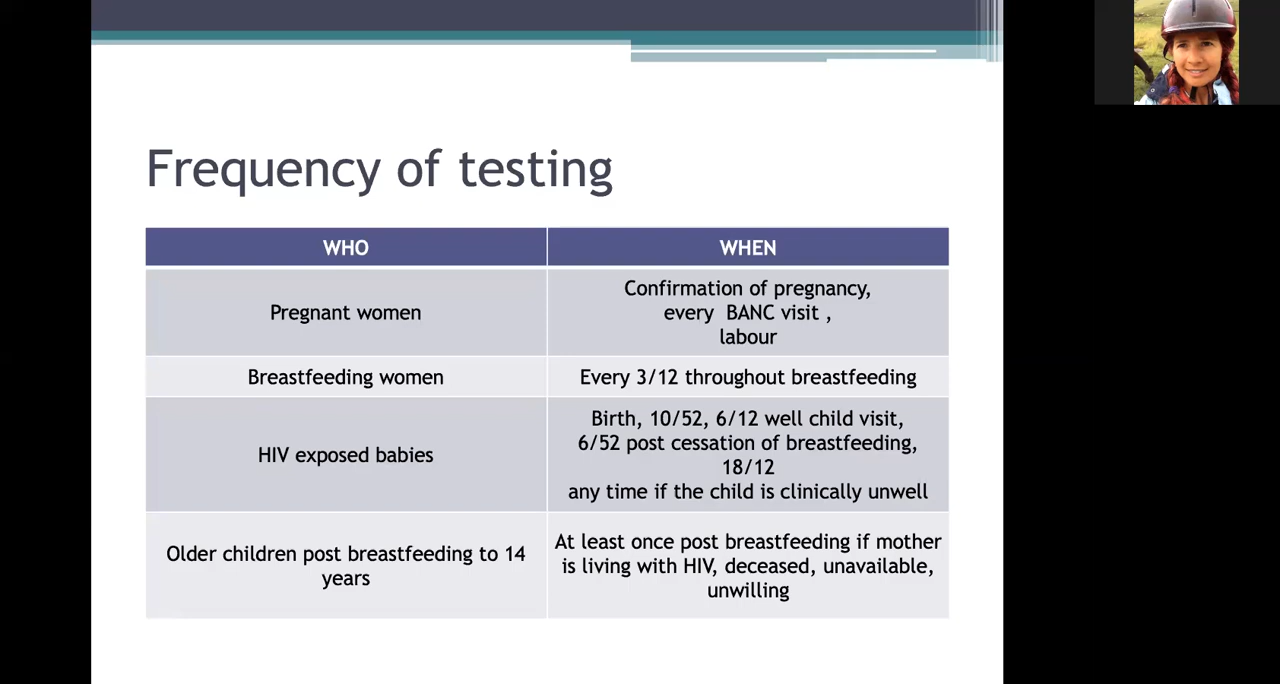 Frequency of testing
WHO
WHEN
Pregnant women
Confirmation of pregnancy,
every BANC visit ,
labour
Breastfeeding women
Every 3/12 throughout breastfeeding
HIV exposed babies
Birth, 10/52, 6/12 well child visit,
6/52 post cessation of breastfeeding,
18/12
any time if the child is clinically unwell
Older children post breastfeeding to 14
years
At least once post breastfeeding if mother
is living with HIV, deceased, unavailable,
unwilling